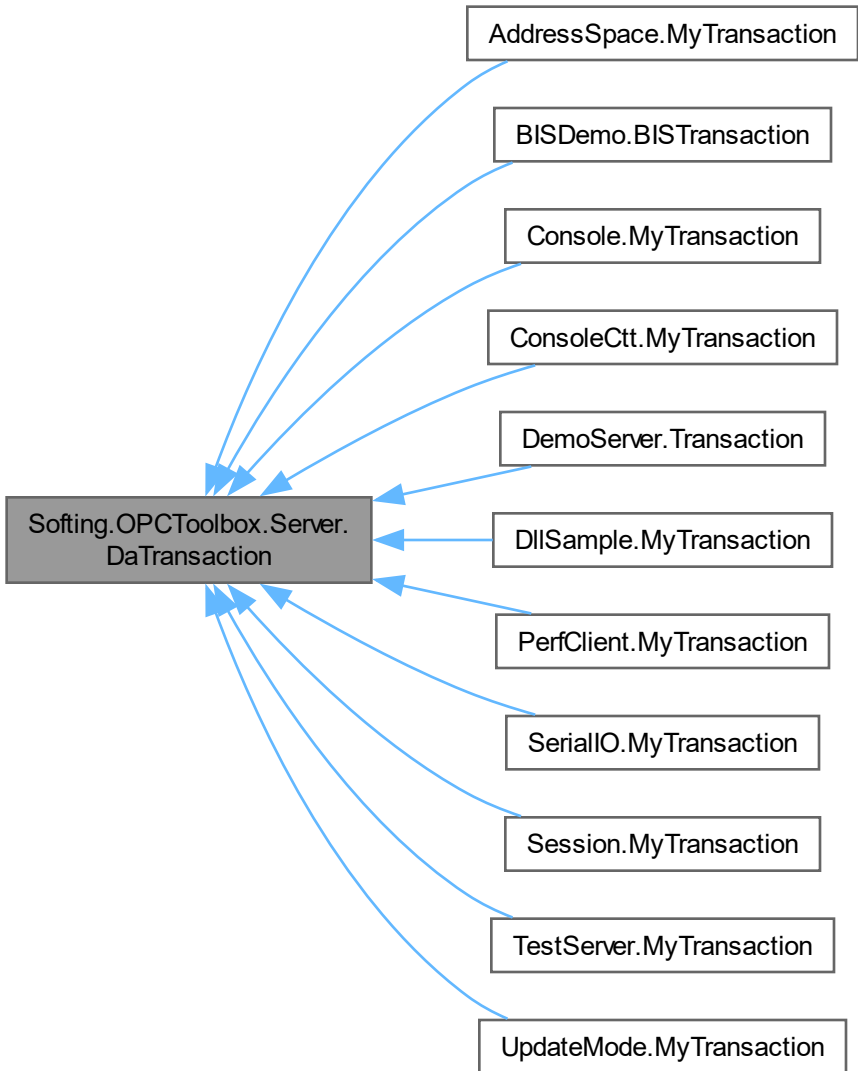 AddressSpace.MyTransaction
BISDemo.BISTransaction
Console.MyTransaction
ConsoleCtt.MyTransaction
DemoServer.Transaction
Softing.OPCToolbox.Server.
DaTransaction
DllSample.MyTransaction
PerfClient.MyTransaction
SerialIO.MyTransaction
Session.MyTransaction
TestServer.MyTransaction
UpdateMode.MyTransaction